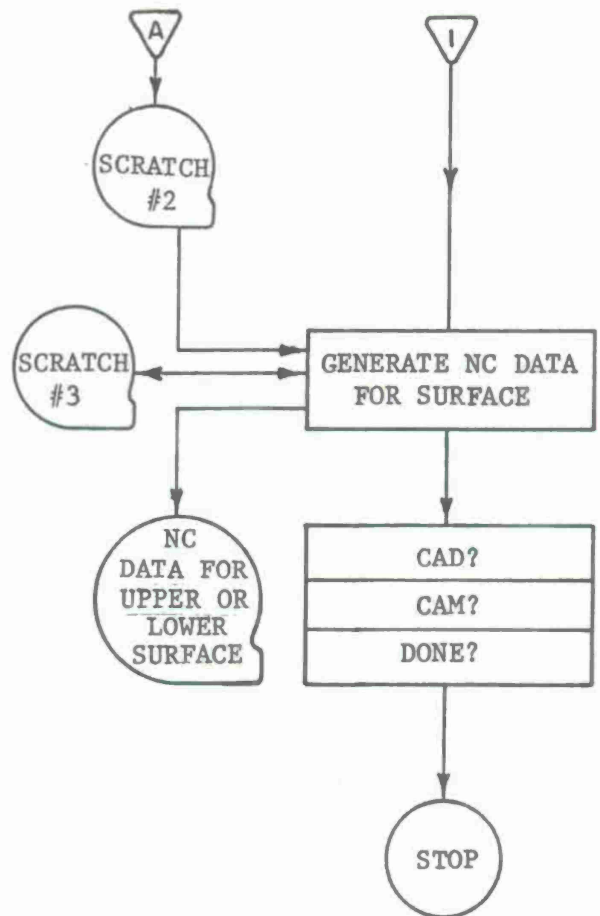 A
I
SCRATCH
#2
SCRATCH
#3
GENERATE NC DATA
FOR SURFACE
NC
DATA FOR
UPPER OR
LOWER
SURFACE
CAD?
CAM?
DONE?
STOP